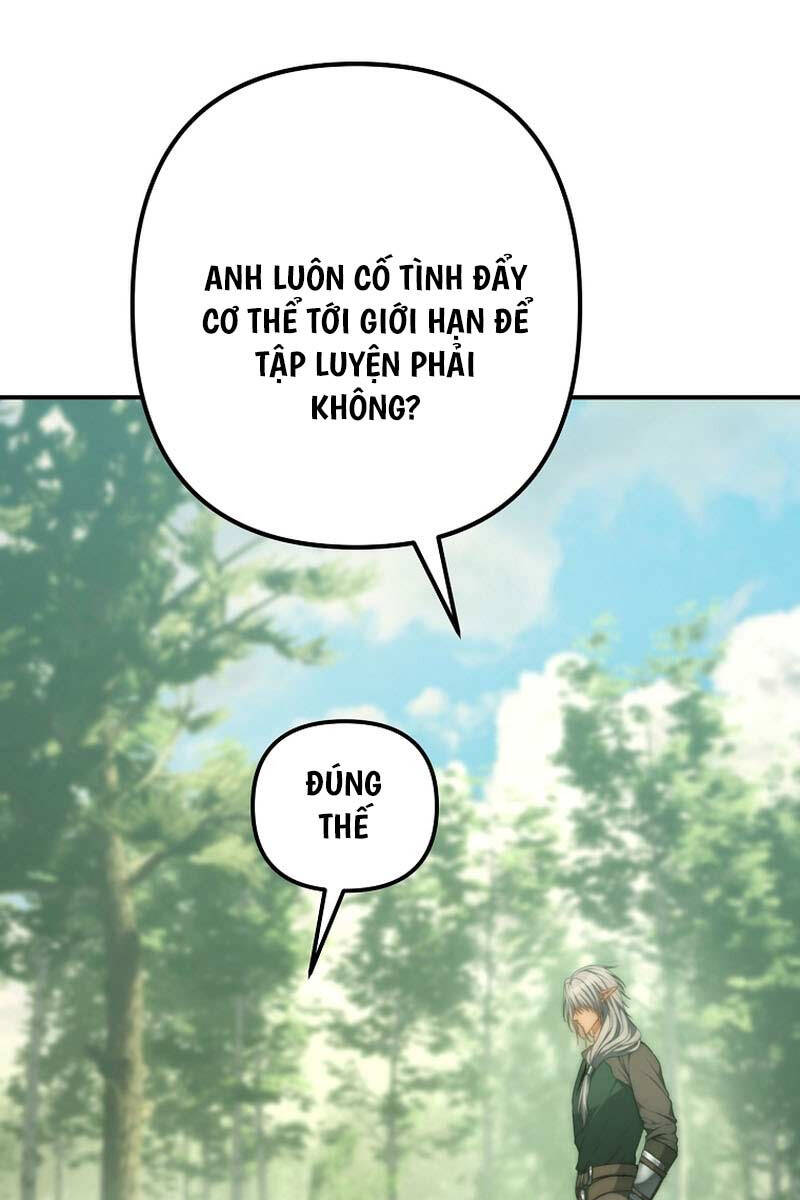 ANH LUÔN CỐ TÌNH ĐẨY
CƠ THỂ TỚI GIỚI HẠN ĐỂ
TẬP LUYỆN PHẢI
KHÔNG?
ĐÚNG
THẾ